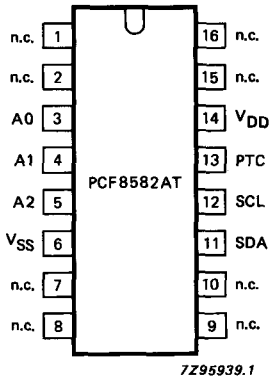 n.c. 1 16 n.c.
n.c. 2 15 n.c.
A0 3 14 VDD
A1 4 13 PTC
PCF8582AT
A2 5 12 SCL
VSS 6 11 SDA
n.c. 7 10 n.c.
n.c. 8 9 n.c.
7Z95939.1